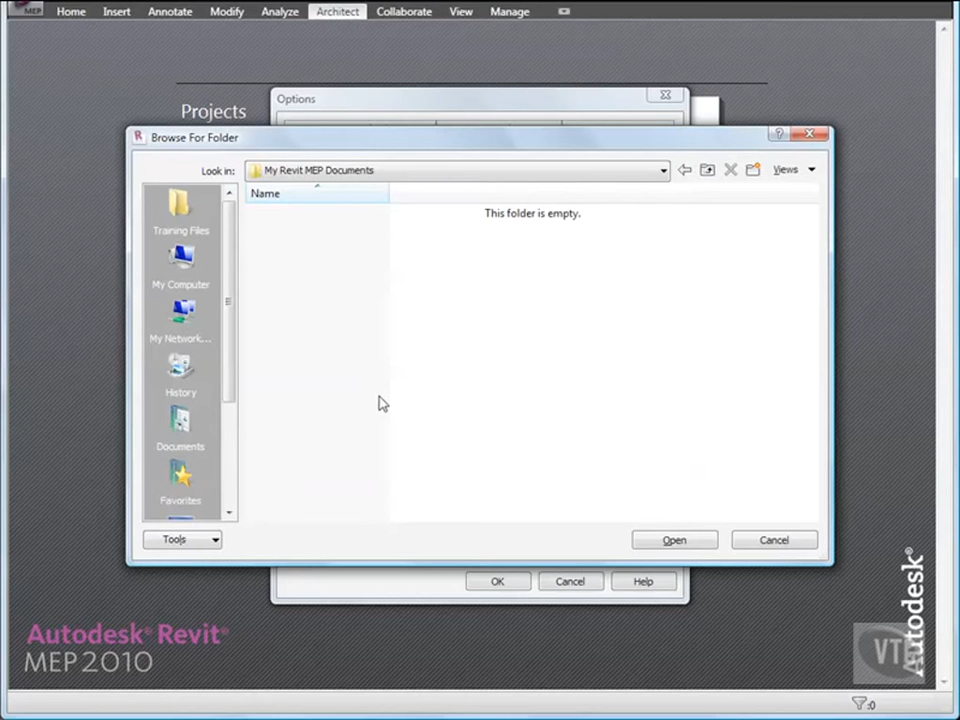 MEP
Home Insert Annotate Modify Analyze Architect Collaborate View Manage
Projects
Options
Browse For Folder
Look in: My Revit MEP Documents Views
Name
This folder is empty.
Training Files
My Computer
My Network...
History
Documents
Favorites
Tools
Open Cancel
OK Cancel Help
Autodesk® Revit®
MEP 2010
Autodesk®
VT
:0